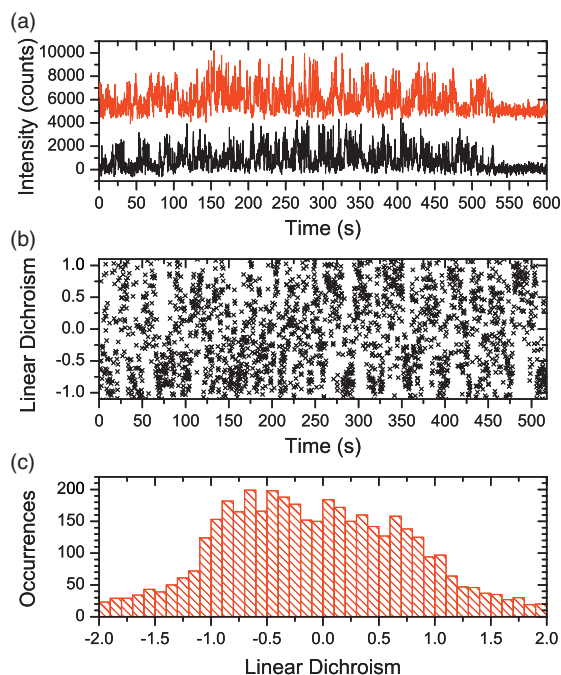 (a)
Intensity (counts)
10000
8000
6000
4000
2000
0
0 50 100 150 200 250 300 350 400 450 500 550 600
Time (s)
(b)
Linear Dichroism
1.0
0.5
0.0
-0.5
-1.0
0 50 100 150 200 250 300 350 400 450 500
Time (s)
(c)
Occurrences
200
150
100
50
0
-2.0 -1.5 -1.0 -0.5 0.0 0.5 1.0 1.5 2.0
Linear Dichroism